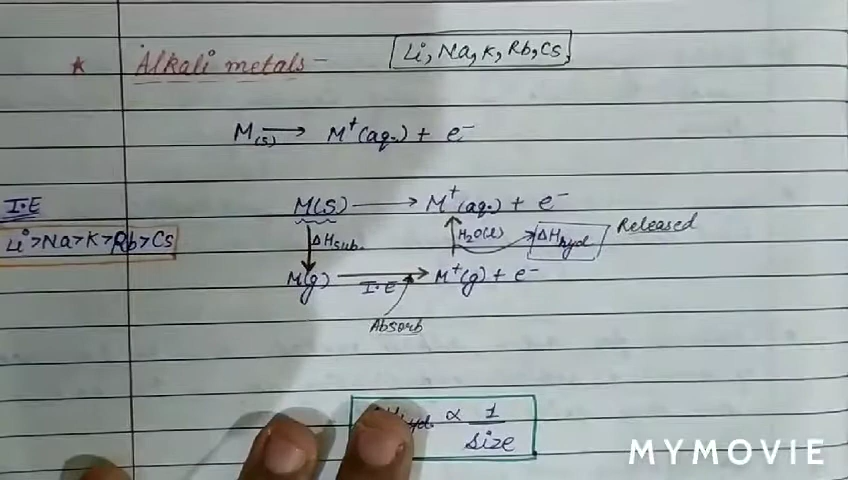 * Alkali metals - Li, Na, K, Rb, Cs,
M(s) → M⁺(aq.) + e⁻
I.E
Li > Na > K > Rb > Cs
M(s) → M⁺(aq.) + e⁻
ΔHsub. H₂O(l) → ΔHhyd Released
M(g) → M⁺(g) + e⁻
I.E
Absorb
∝ 1
size
MYMOVIE